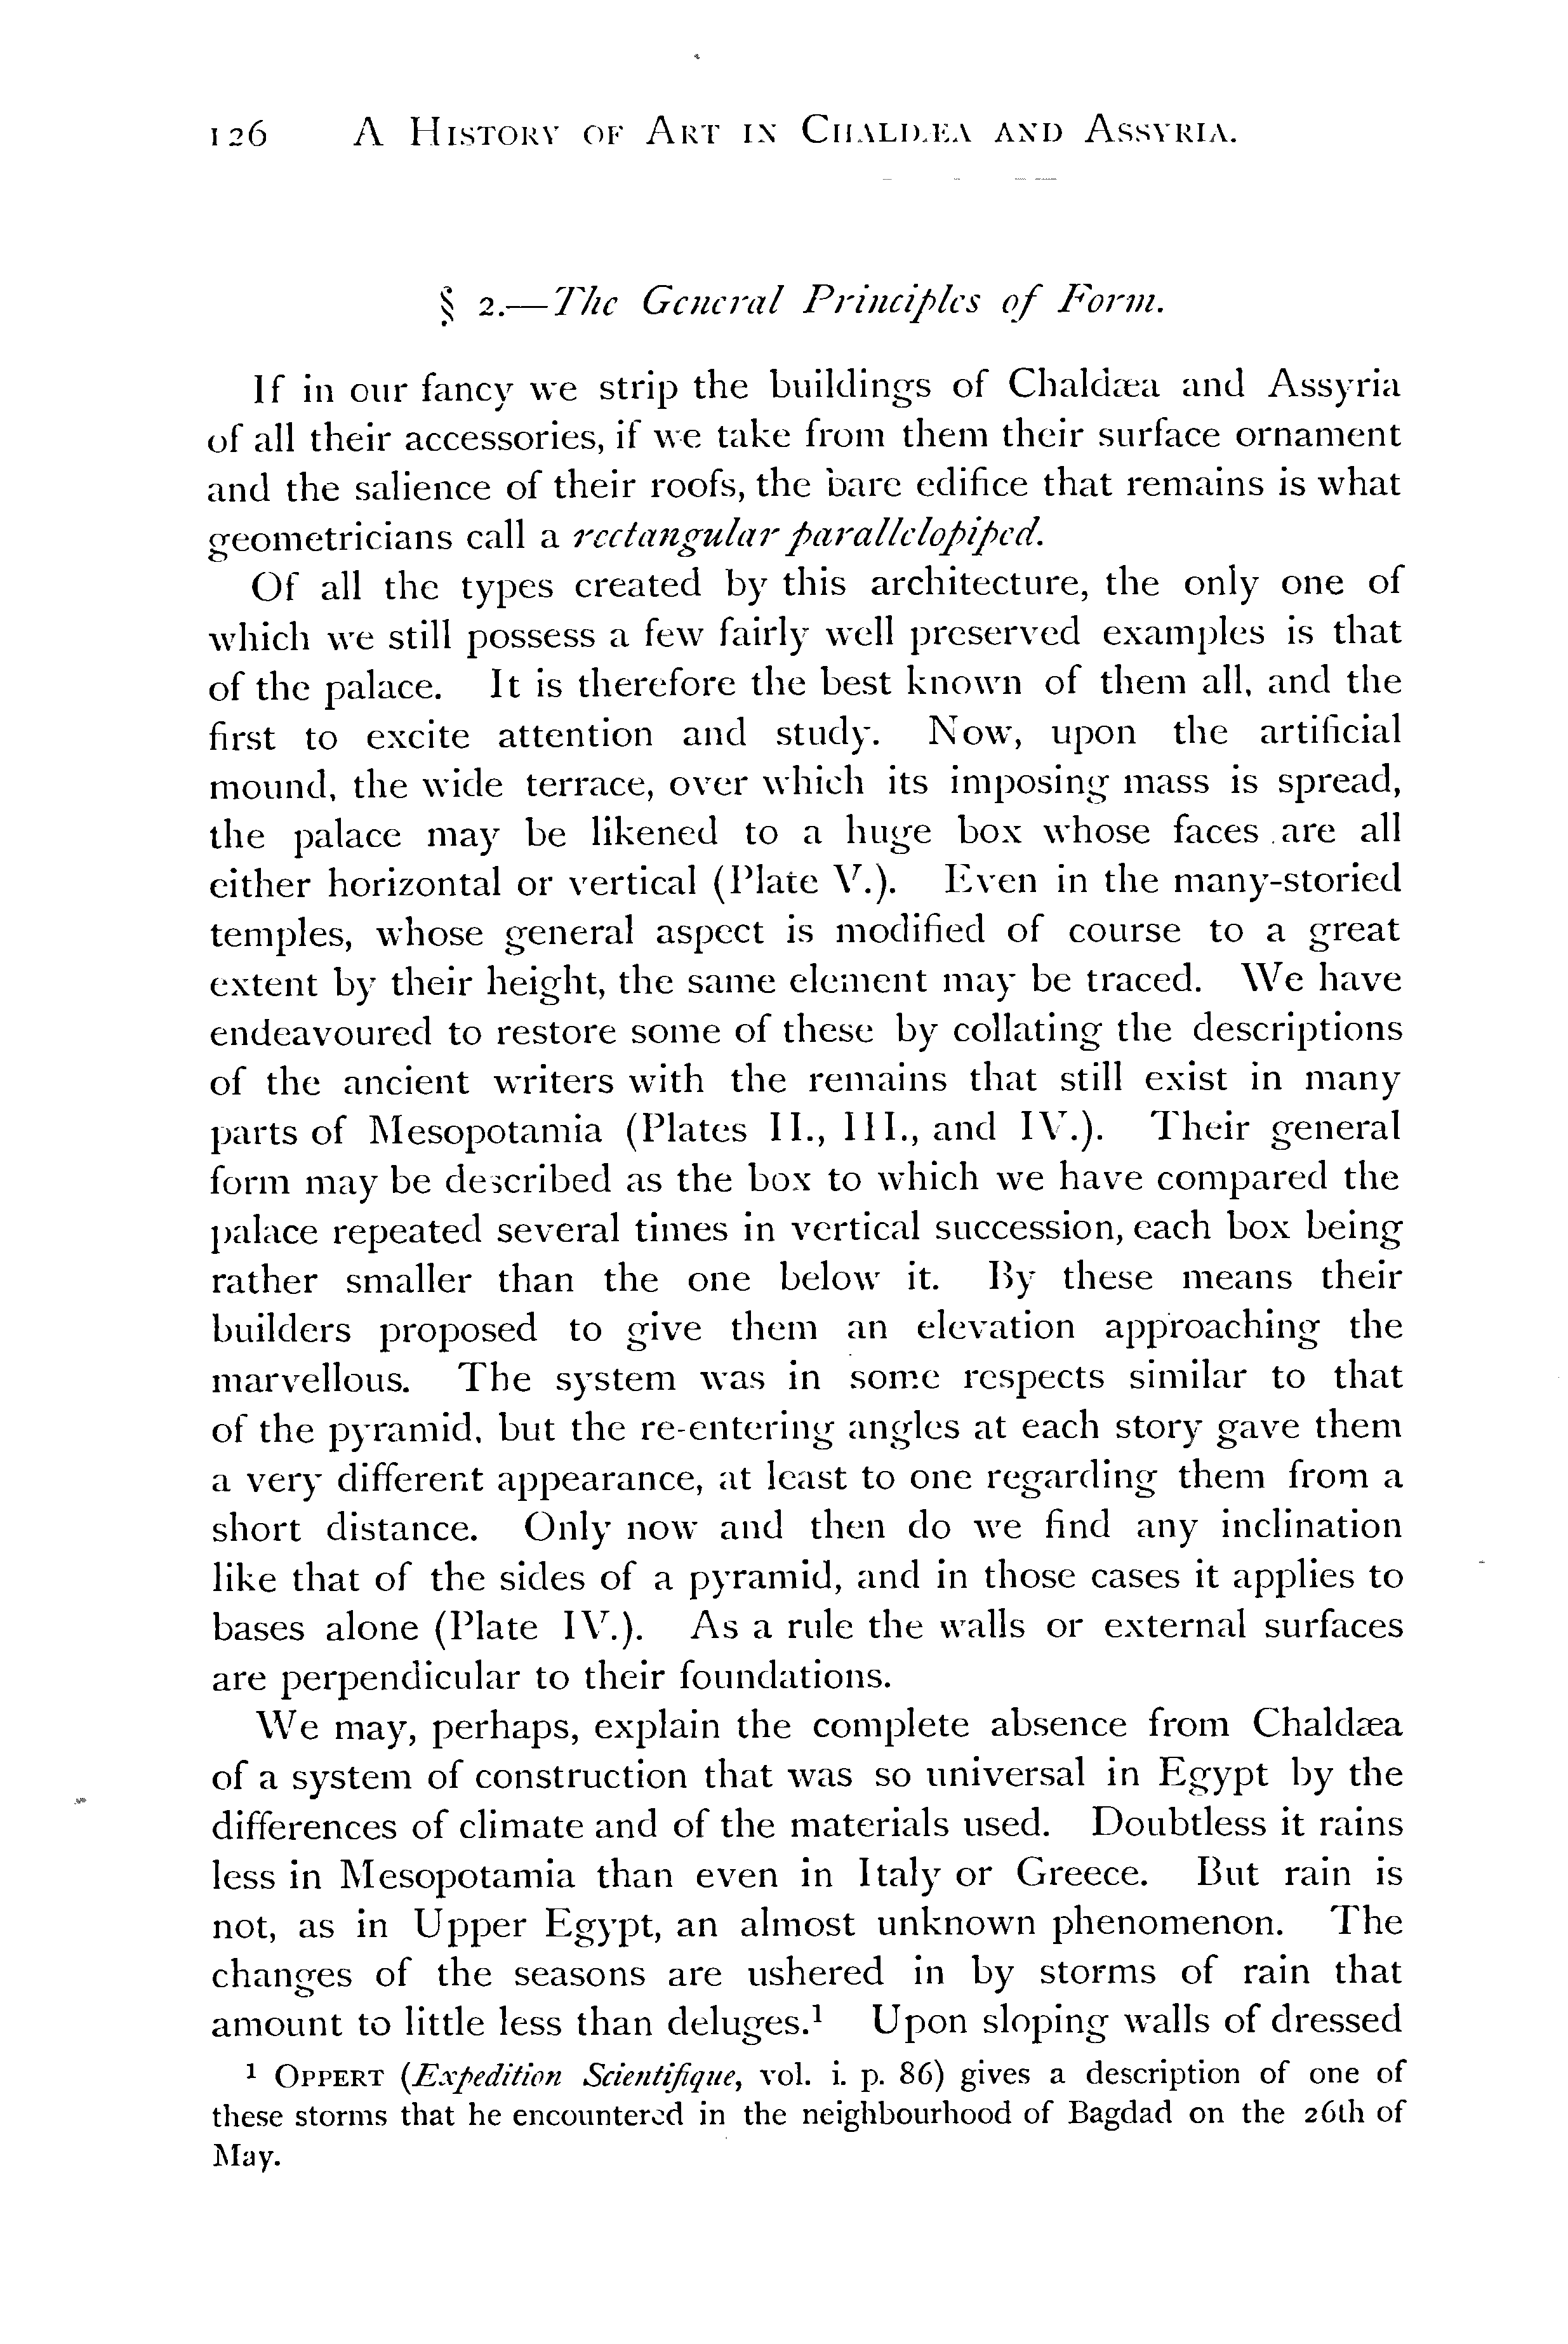 126 A History of Art in Chaldæa and Assyria.
§ 2.—The General Principles of Form.
If in our fancy we strip the buildings of Chaldæa and Assyria
of all their accessories, if we take from them their surface ornament
and the salience of their roofs, the bare edifice that remains is what
geometricians call a rectangular parallelopiped.
Of all the types created by this architecture, the only one of
which we still possess a few fairly well preserved examples is that
of the palace. It is therefore the best known of them all, and the
first to excite attention and study. Now, upon the artificial
mound, the wide terrace, over which its imposing mass is spread,
the palace may be likened to a huge box whose faces are all
either horizontal or vertical (Plate V.). Even in the many-storied
temples, whose general aspect is modified of course to a great
extent by their height, the same element may be traced. We have
endeavoured to restore some of these by collating the descriptions
of the ancient writers with the remains that still exist in many
parts of Mesopotamia (Plates II., III., and IV.). Their general
form may be described as the box to which we have compared the
palace repeated several times in vertical succession, each box being
rather smaller than the one below it. By these means their
builders proposed to give them an elevation approaching the
marvellous. The system was in some respects similar to that
of the pyramid, but the re-entering angles at each story gave them
a very different appearance, at least to one regarding them from a
short distance. Only now and then do we find any inclination
like that of the sides of a pyramid, and in those cases it applies to
bases alone (Plate IV.). As a rule the walls or external surfaces
are perpendicular to their foundations.
We may, perhaps, explain the complete absence from Chaldæa
of a system of construction that was so universal in Egypt by the
differences of climate and of the materials used. Doubtless it rains
less in Mesopotamia than even in Italy or Greece. But rain is
not, as in Upper Egypt, an almost unknown phenomenon. The
changes of the seasons are ushered in by storms of rain that
amount to little less than deluges.¹ Upon sloping walls of dressed
¹ Oppert (Expedition Scientifique, vol. i. p. 86) gives a description of one of
these storms that he encountered in the neighbourhood of Bagdad on the 26th of
May.